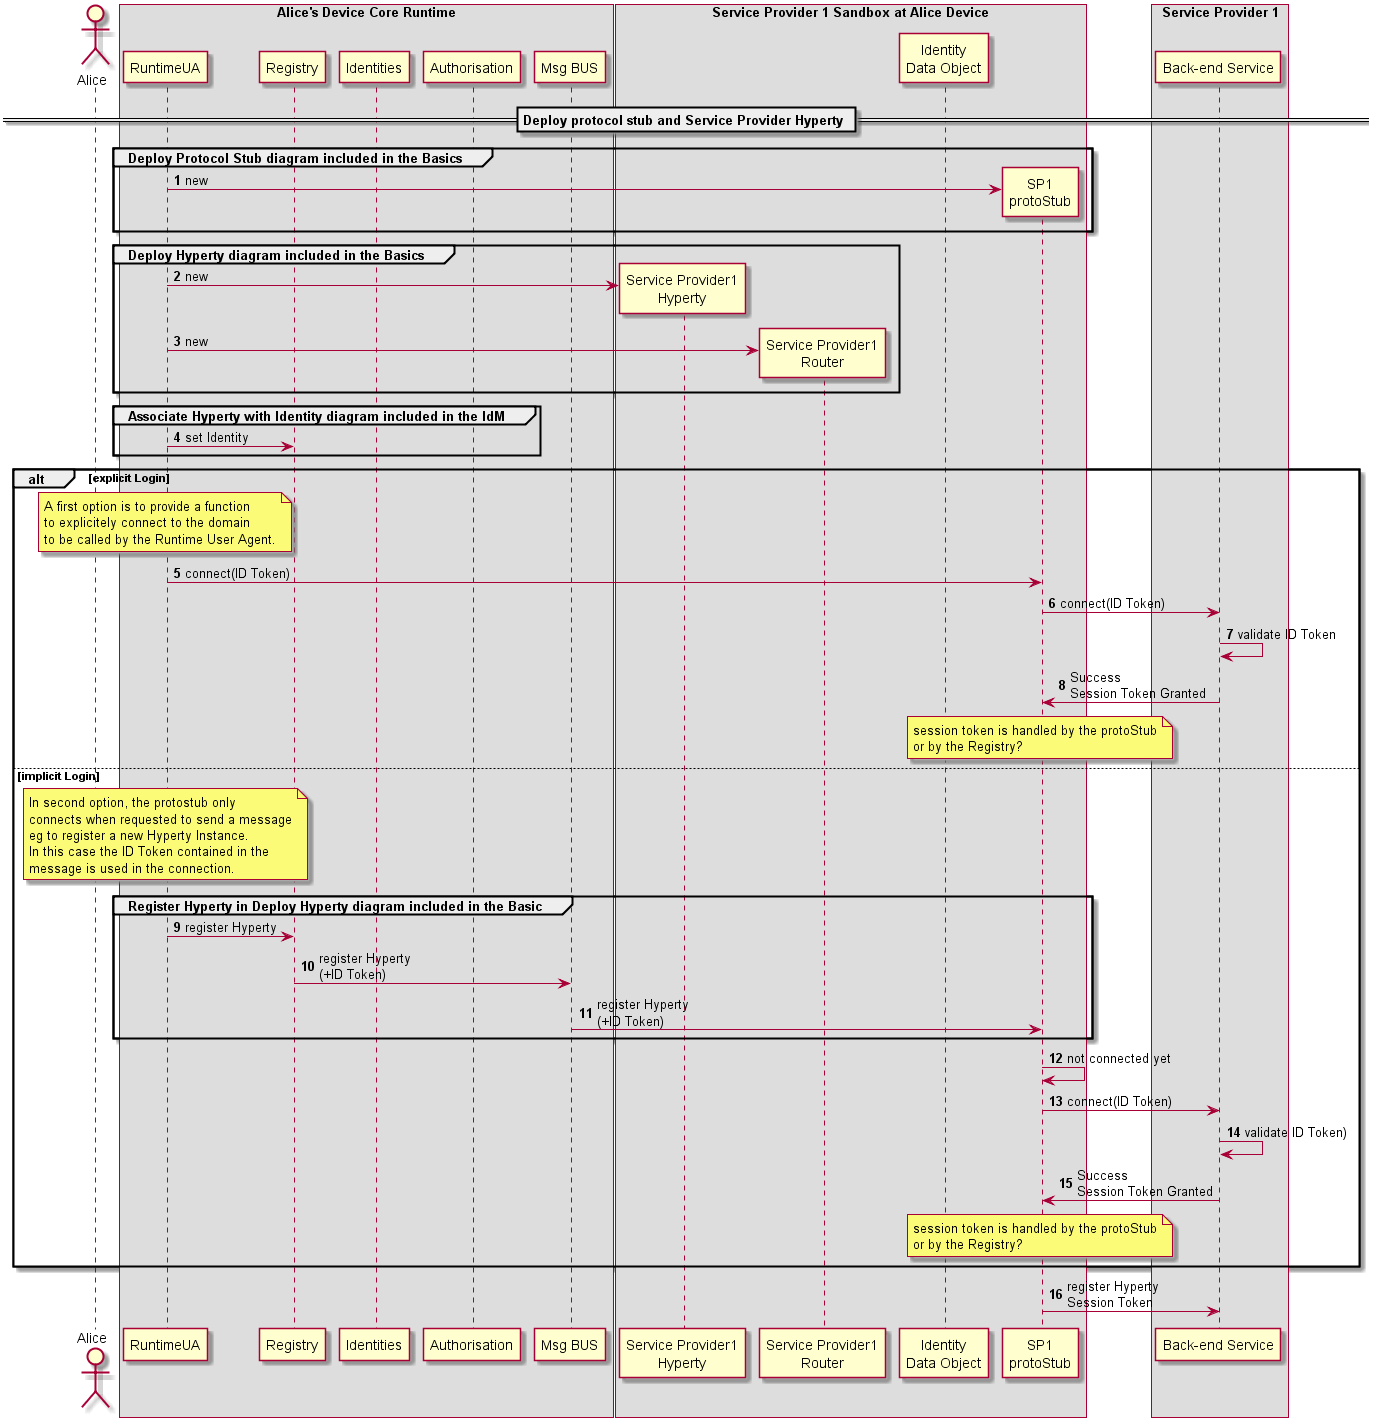 Alice's Device Core Runtime
Service Provider 1 Sandbox at Alice Device
Service Provider 1
Alice
RuntimeUA
Registry
Identities
Authorisation
Msg BUS
Identity
Data Object
Back-end Service
Deploy protocol stub and Service Provider Hyperty
Deploy Protocol Stub diagram included in the Basics
1 new
SP1
protoStub
Deploy Hyperty diagram included in the Basics
2 new
Service Provider1
Hyperty
3 new
Service Provider1
Router
Associate Hyperty with Identity diagram included in the IdM
4 set Identity
alt
[explicit Login]
A first option is to provide a function
to explicitely connect to the domain
to be called by the Runtime User Agent.
5 connect(ID Token)
6 connect(ID Token)
7 validate ID Token
8 Success
Session Token Granted
session token is handled by the protoStub
or by the Registry?
[implicit Login]
In second option, the protostub only
connects when requested to send a message
eg to register a new Hyperty Instance.
In this case the ID Token contained in the
message is used in the connection.
Register Hyperty in Deploy Hyperty diagram included in the Basic
9 register Hyperty
10 register Hyperty
(+ID Token)
11 register Hyperty
(+ID Token)
12 not connected yet
13 connect(ID Token)
14 validate ID Token)
15 Success
Session Token Granted
session token is handled by the protoStub
or by the Registry?
16 register Hyperty
Session Token
Alice
RuntimeUA
Registry
Identities
Authorisation
Msg BUS
Service Provider1
Hyperty
Service Provider1
Router
Identity
Data Object
SP1
protoStub
Back-end Service